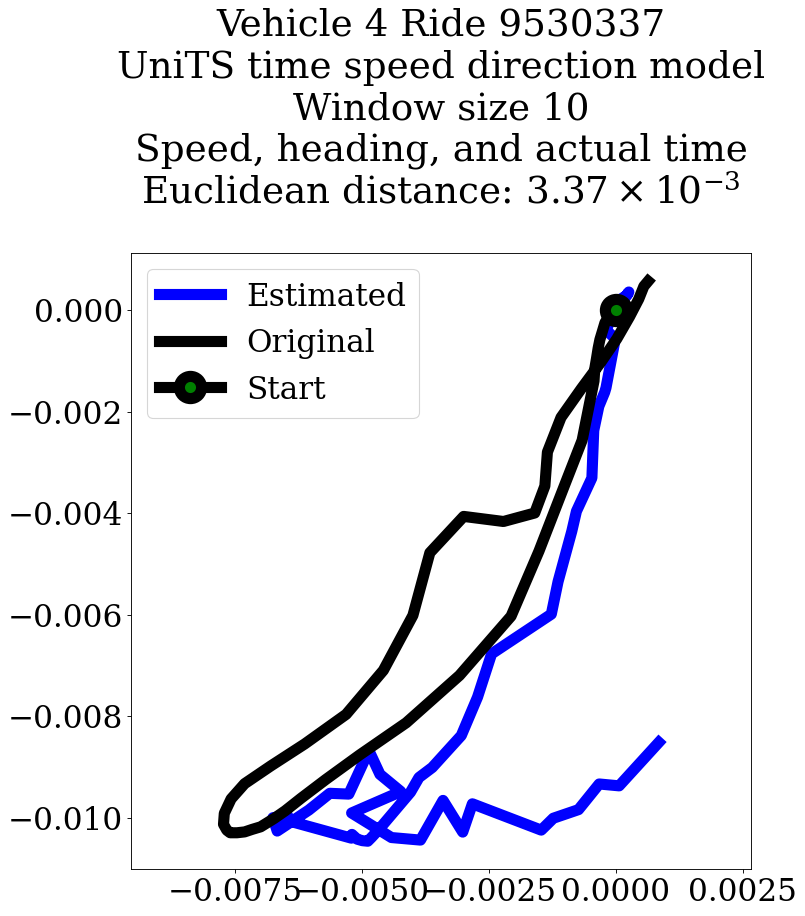 Vehicle 4 Ride 9530337
UniTS time speed direction model
Window size 10
Speed, heading, and actual time
Euclidean distance: 3.37 × 10⁻³
Estimated
Original
Start
0.000
−0.002
−0.004
−0.006
−0.008
−0.010
−0.0075 −0.0050 −0.0025 0.0000 0.0025